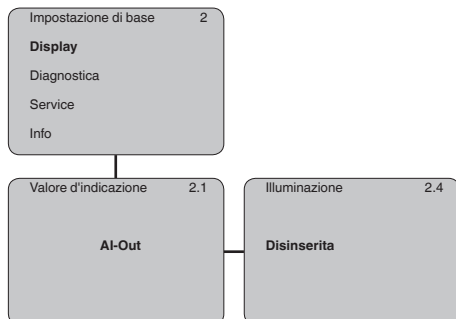 Impostazione di base 2
Display
Diagnostica
Service
Info
Valore d'indicazione 2.1
AI-Out
Illuminazione 2.4
Disinserita